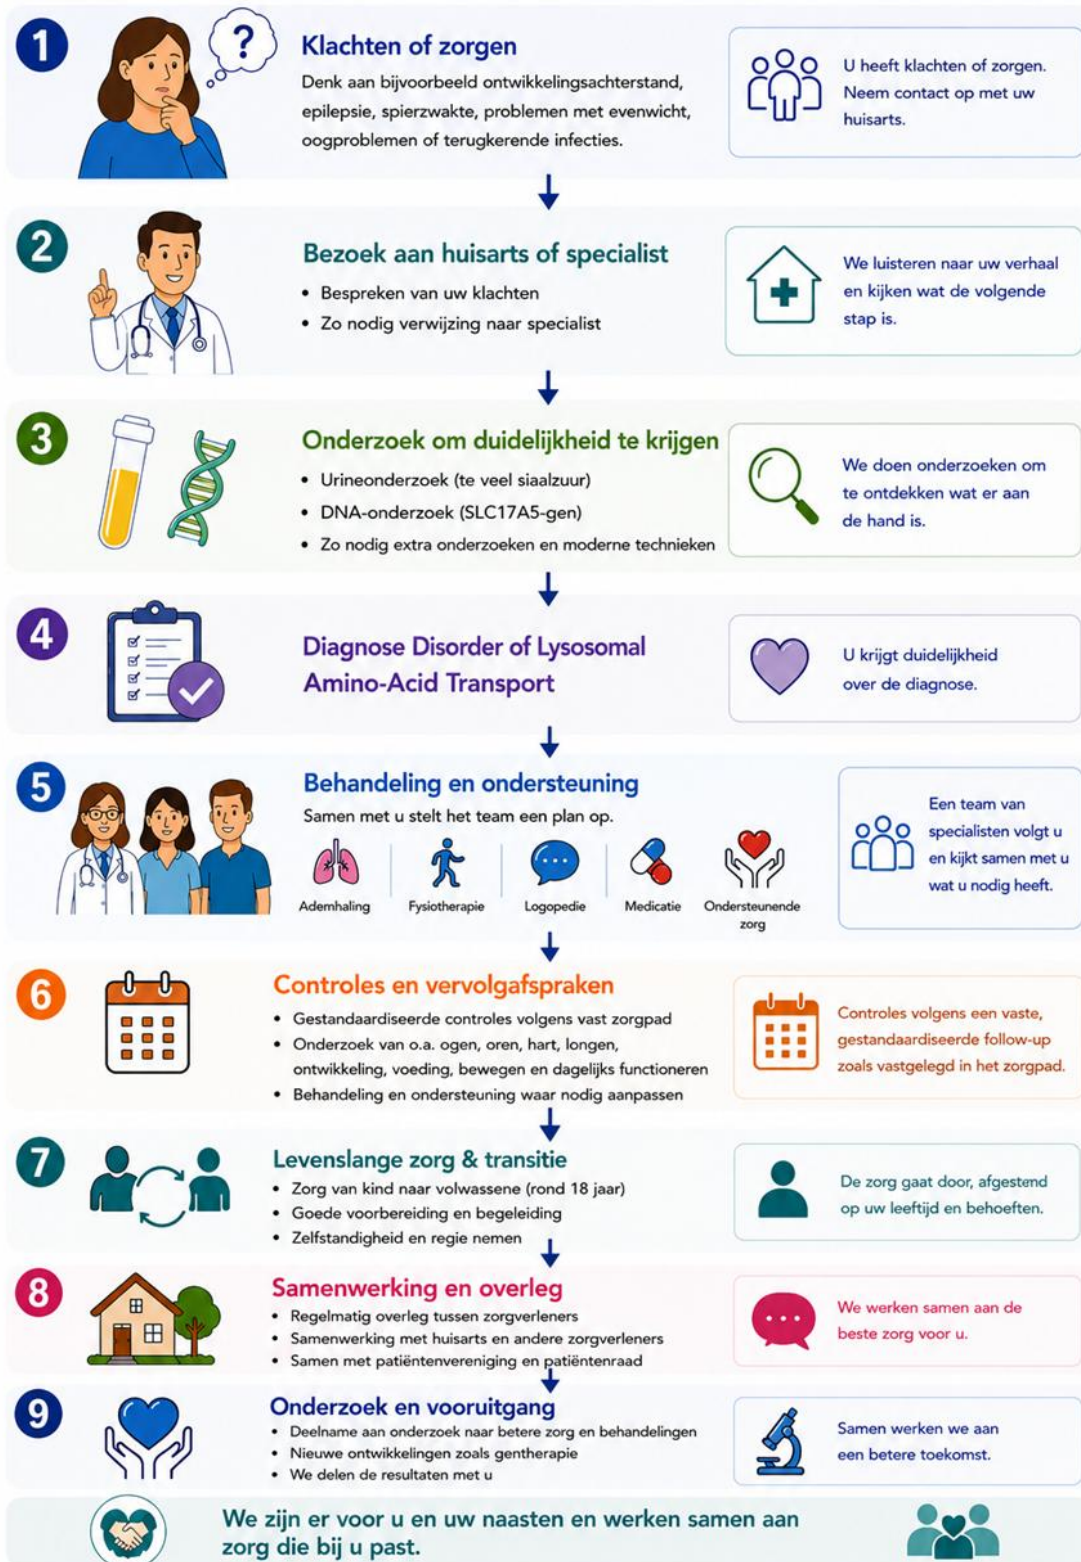 1
?
Klachten of zorgen
Denk aan bijvoorbeeld ontwikkelingsachterstand,
epilepsie, spierzwakte, problemen met evenwicht,
oogproblemen of terugkerende infecties.
U heeft klachten of zorgen.
Neem contact op met uw
huisarts.
2
Bezoek aan huisarts of specialist
• Bespreken van uw klachten
• Zo nodig verwijzing naar specialist
We luisteren naar uw verhaal
en kijken wat de volgende
stap is.
3
Onderzoek om duidelijkheid te krijgen
• Urineonderzoek (te veel siaalzuur)
• DNA-onderzoek (SLC17A5-gen)
• Zo nodig extra onderzoeken en moderne technieken
We doen onderzoeken om
te ontdekken wat er aan
de hand is.
4
Diagnose Disorder of Lysosomal
Amino-Acid Transport
U krijgt duidelijkheid
over de diagnose.
5
Behandeling en ondersteuning
Samen met u stelt het team een plan op.
Ademhaling
Fysiotherapie
Logopedie
Medicatie
Ondersteunende
zorg
Een team van
specialisten volgt u
en kijkt samen met u
wat u nodig heeft.
6
Controles en vervolgafspraken
• Gestandaardiseerde controles volgens vast zorgpad
• Onderzoek van o.a. ogen, oren, hart, longen,
ontwikkeling, voeding, bewegen en dagelijks functioneren
• Behandeling en ondersteuning waar nodig aanpassen
Controles volgens een vaste,
gestandaardiseerde follow-up
zoals vastgelegd in het zorgpad.
7
Levenslange zorg & transitie
• Zorg van kind naar volwassene (rond 18 jaar)
• Goede voorbereiding en begeleiding
• Zelfstandigheid en regie nemen
De zorg gaat door, afgestemd
op uw leeftijd en behoeften.
8
Samenwerking en overleg
• Regelmatig overleg tussen zorgverleners
• Samenwerking met huisarts en andere zorgverleners
• Samen met patiëntenvereniging en patiëntenraad
We werken samen aan de
beste zorg voor u.
9
Onderzoek en vooruitgang
• Deelname aan onderzoek naar betere zorg en behandelingen
• Nieuwe ontwikkelingen zoals gentherapie
• We delen de resultaten met u
Samen werken we aan
een betere toekomst.
We zijn er voor u en uw naasten en werken samen aan
zorg die bij u past.